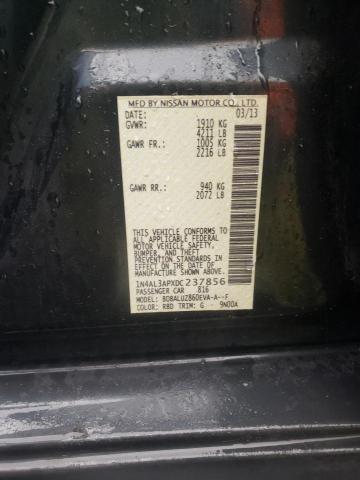 MFD BY NISSAN MOTOR CO., LTD.
DATE: 03/13
GVWR: 1910 KG
4211 LB
GAWR FR.: 1005 KG
2216 LB
GAWR RR.: 940 KG
2072 LB
THIS VEHICLE CONFORMS TO
ALL APPLICABLE FEDERAL
MOTOR VEHICLE SAFETY,
BUMPER, AND THEFT
PREVENTION STANDARDS IN
EFFECT ON THE DATE OF
MANUFACTURE SHOWN ABOVE.
1N4AL3APXDC237856
PASSENGER CAR 816
MODEL: BDBALUZ860EVA-A--F
COLOR: RBD TRIM: G - 9N00A